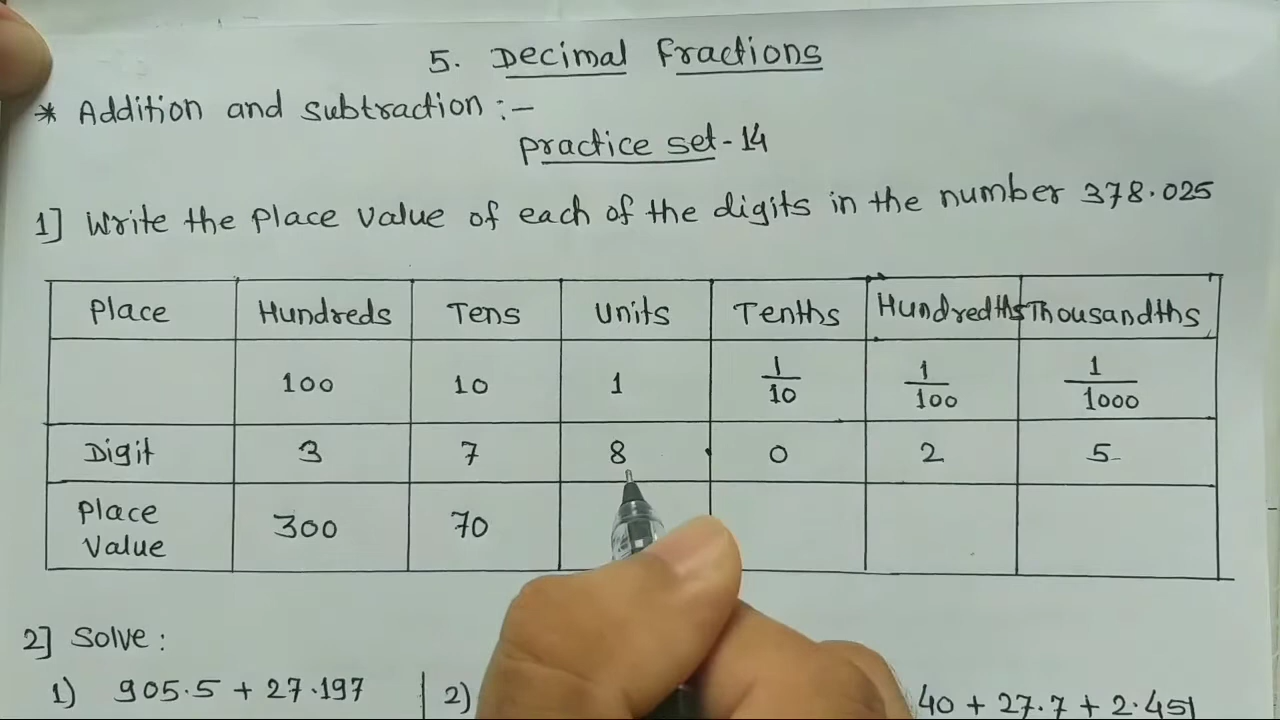 5. Decimal Fractions
* Addition and subtraction :-
Practice set-14
1] Write the place value of each of the digits in the number 378.025
Place Hundreds Tens Units Tenths Hundredths Thousandths
100 10 1 1/10 1/100 1/1000
Digit 3 7 8 . 0 2 5
Place Value 300 70
2] Solve :
1) 905.5 + 27.197 2) 40 + 27.7 + 2.451